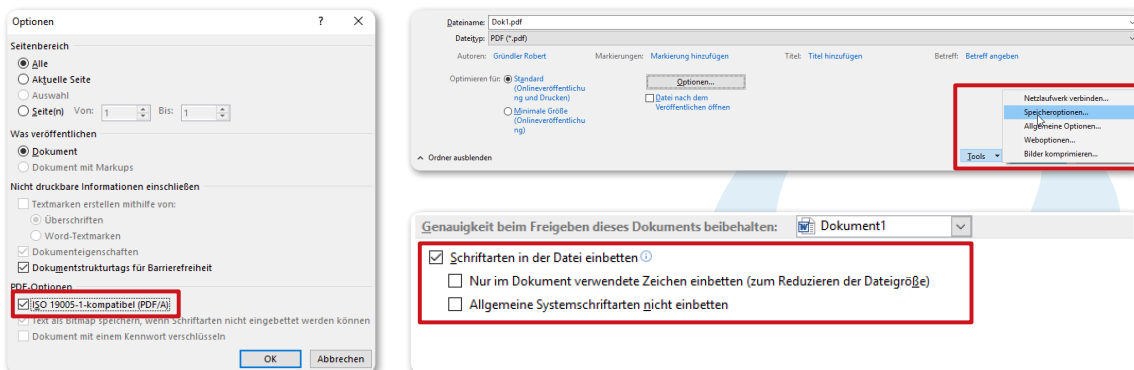 Optionen ? ×
Seitenbereich
Alle
Aktuelle Seite
Auswahl
Seite(n) Von: 1 Bis: 1
Was veröffentlichen
Dokument
Dokument mit Markups
Nicht druckbare Informationen einschließen
Textmarken erstellen mithilfe von:
Überschriften
Word-Textmarken
Dokumenteigenschaften
Dokumentstrukturtags für Barrierefreiheit
PDF-Optionen
ISO 19005-1-kompatibel (PDF/A)
Text als Bitmap speichern, wenn Schriftarten nicht eingebettet werden können
Dokument mit einem Kennwort verschlüsseln
OK Abbrechen
Dateiname: Dok1.pdf
Dateityp: PDF (*.pdf)
Autoren: Gründler Robert Markierungen: Markierung hinzufügen Titel: Titel hinzufügen Betreff: Betreff angeben
Optimieren für: Standard
(Onlineveröffentlichu
ng und Drucken)
Minimale Größe
(Onlineveröffentlichu
ng)
Optionen...
Datei nach dem
Veröffentlichen öffnen
Netzlaufwerk verbinden...
Speicheroptionen...
Allgemeine Optionen...
Weboptionen...
Bilder komprimieren...
Ordner ausblenden
Tools
Genauigkeit beim Freigeben dieses Dokuments beibehalten: Dokument1
Schriftarten in der Datei einbetten
Nur im Dokument verwendete Zeichen einbetten (zum Reduzieren der Dateigröße)
Allgemeine Systemschriftarten nicht einbetten